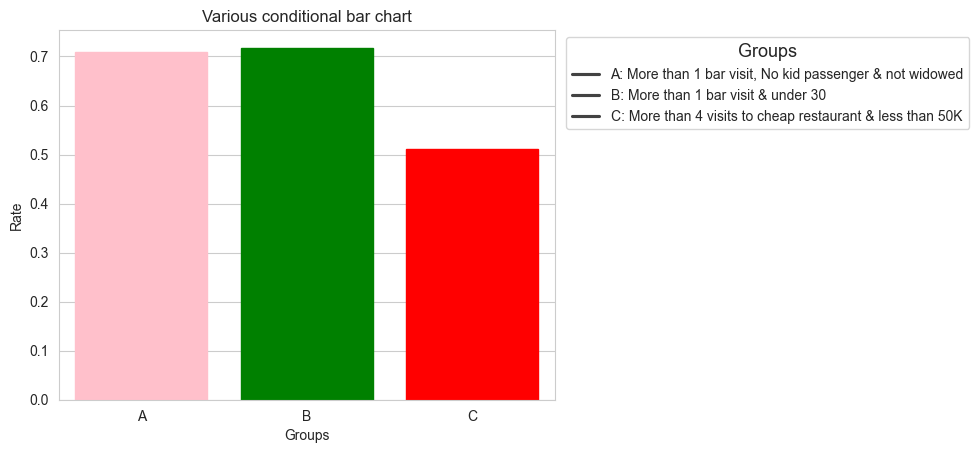 Various conditional bar chart
Groups
A: More than 1 bar visit, No kid passenger & not widowed
B: More than 1 bar visit & under 30
C: More than 4 visits to cheap restaurant & less than 50K
Rate
0.7
0.6
0.5
0.4
0.3
0.2
0.1
0.0
A B C
Groups